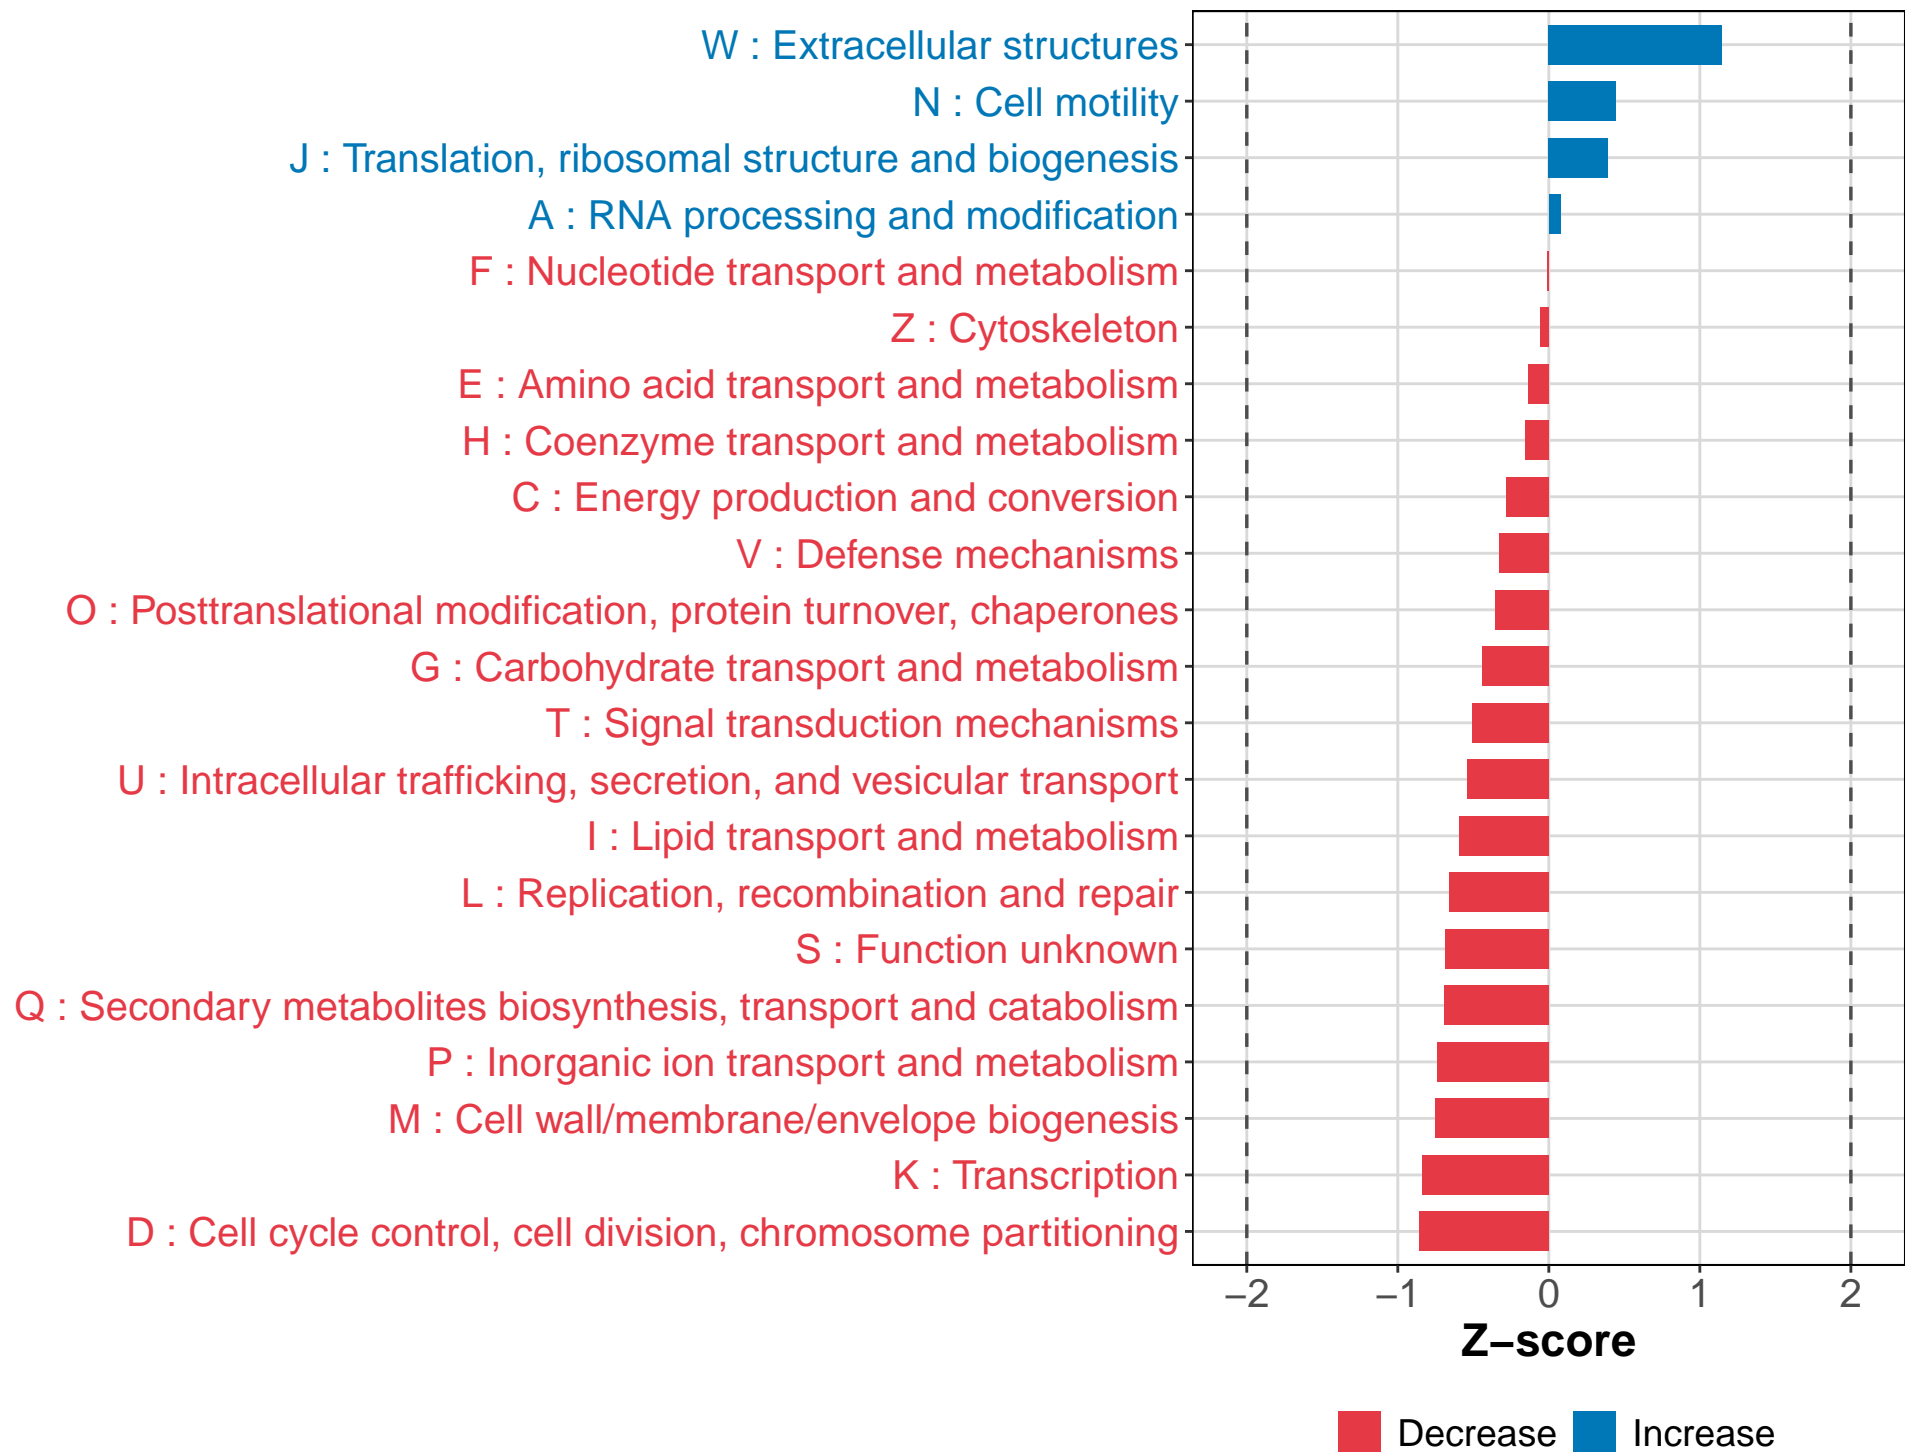 W : Extracellular structures
N : Cell motility
J : Translation, ribosomal structure and biogenesis
A : RNA processing and modification
F : Nucleotide transport and metabolism
Z : Cytoskeleton
E : Amino acid transport and metabolism
H : Coenzyme transport and metabolism
C : Energy production and conversion
V : Defense mechanisms
O : Posttranslational modification, protein turnover, chaperones
G : Carbohydrate transport and metabolism
T : Signal transduction mechanisms
U : Intracellular trafficking, secretion, and vesicular transport
I : Lipid transport and metabolism
L : Replication, recombination and repair
S : Function unknown
Q : Secondary metabolites biosynthesis, transport and catabolism
P : Inorganic ion transport and metabolism
M : Cell wall/membrane/envelope biogenesis
K : Transcription
D : Cell cycle control, cell division, chromosome partitioning
−2 −1 0 1 2
Z−score
Decrease Increase